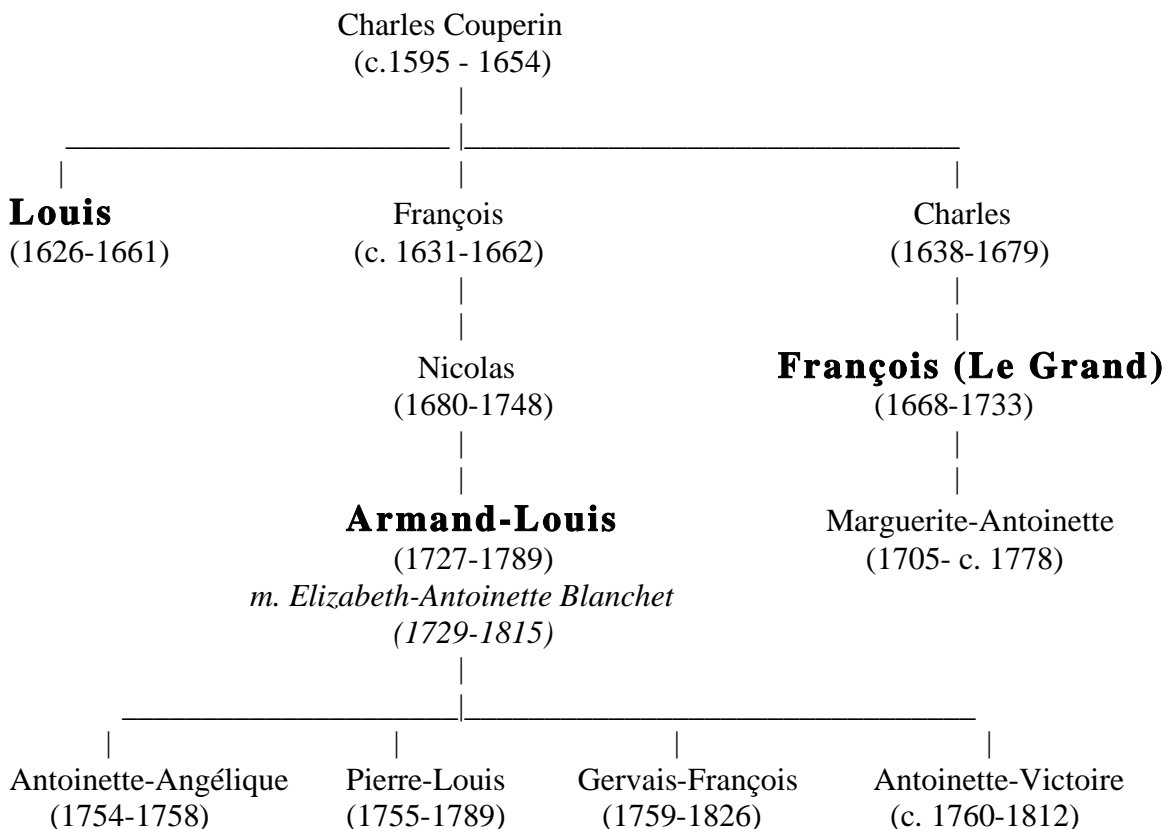 Charles Couperin
(c.1595 - 1654)
Louis François Charles
(1626-1661) (c. 1631-1662) (1638-1679)
Nicolas François (Le Grand)
(1680-1748) (1668-1733)
Armand-Louis Marguerite-Antoinette
(1727-1789) (1705- c. 1778)
m. Elizabeth-Antoinette Blanchet
(1729-1815)
Antoinette-Angélique Pierre-Louis Gervais-François Antoinette-Victoire
(1754-1758) (1755-1789) (1759-1826) (c. 1760-1812)